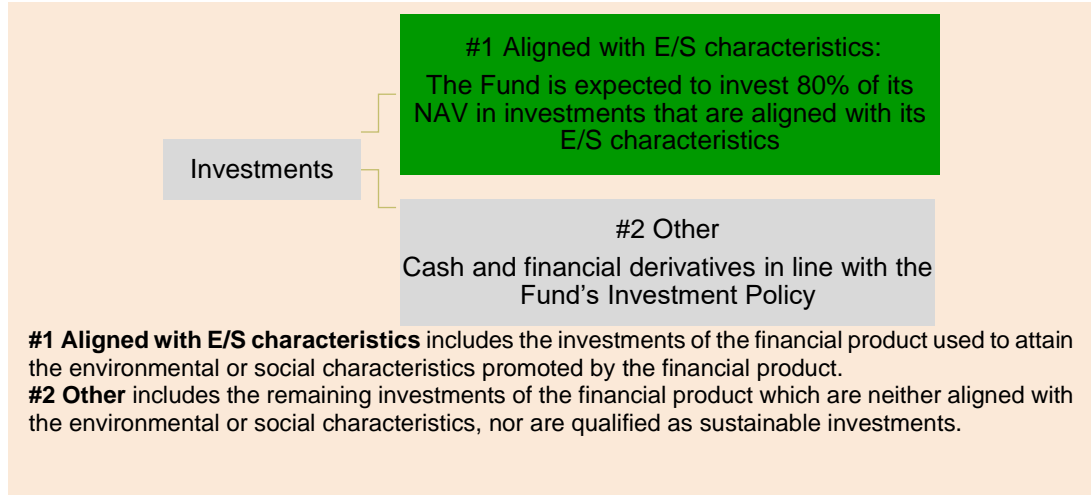 #1 Aligned with E/S characteristics:
The Fund is expected to invest 80% of its
NAV in investments that are aligned with its
E/S characteristics
Investments
#2 Other
Cash and financial derivatives in line with the
Fund's Investment Policy
#1 Aligned with E/S characteristics includes the investments of the financial product used to attain
the environmental or social characteristics promoted by the financial product.
#2 Other includes the remaining investments of the financial product which are neither aligned with
the environmental or social characteristics, nor are qualified as sustainable investments.